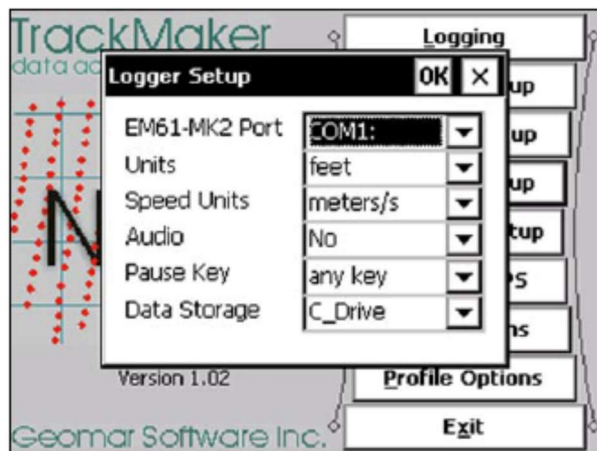 TrackMaker
data ac
Logging
Logger Setup OK ×
up
EM61-MK2 Port COM1:
up
Units feet
Speed Units meters/s
up
Audio No
tup
Pause Key any key
PS
Data Storage C_Drive
ns
N
Version 1.02
Profile Options
Geomar Software Inc.
Exit